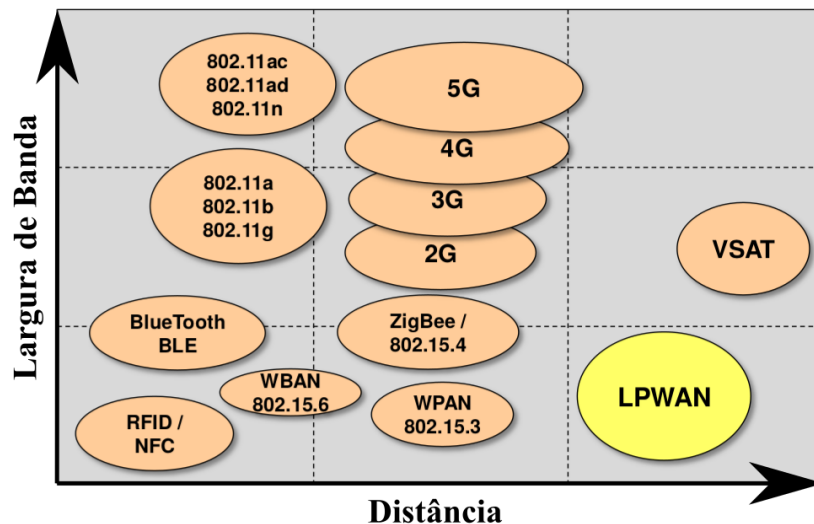 Largura de Banda
802.11ac
802.11ad
802.11n
5G
4G
802.11a
802.11b
802.11g
3G
2G
VSAT
BlueTooth
BLE
ZigBee /
802.15.4
WBAN
802.15.6
WPAN
802.15.3
LPWAN
RFID /
NFC
Distância